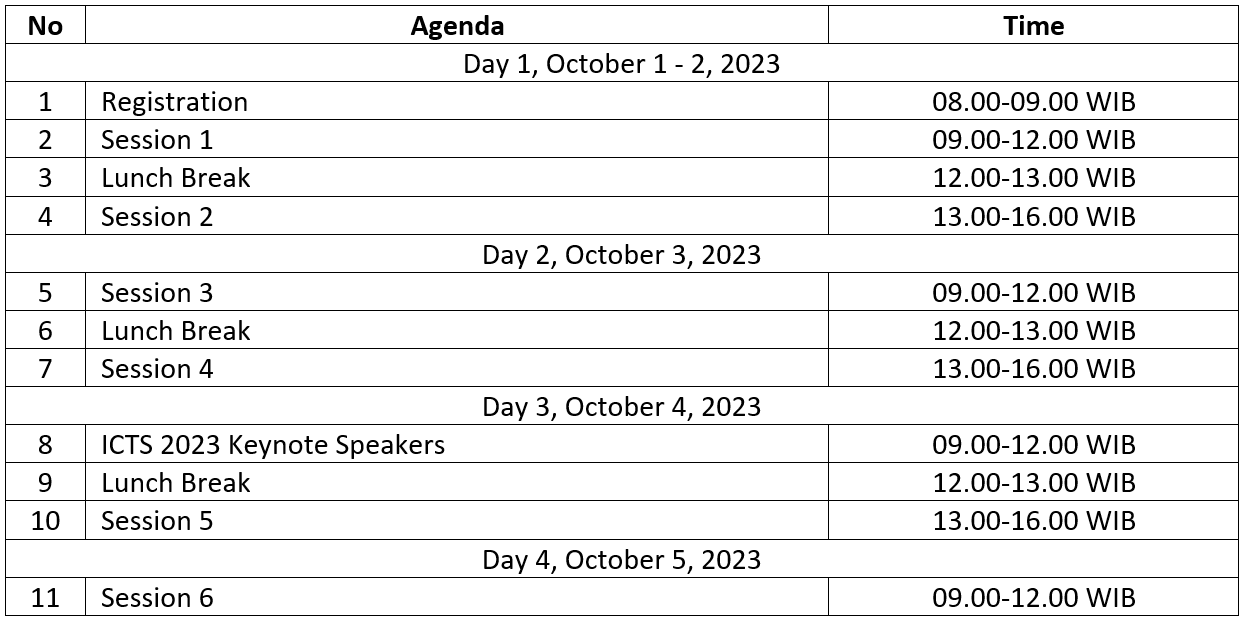 No Agenda Time
Day 1, October 1 - 2, 2023
1 Registration 08.00-09.00 WIB
2 Session 1 09.00-12.00 WIB
3 Lunch Break 12.00-13.00 WIB
4 Session 2 13.00-16.00 WIB
Day 2, October 3, 2023
5 Session 3 09.00-12.00 WIB
6 Lunch Break 12.00-13.00 WIB
7 Session 4 13.00-16.00 WIB
Day 3, October 4, 2023
8 ICTS 2023 Keynote Speakers 09.00-12.00 WIB
9 Lunch Break 12.00-13.00 WIB
10 Session 5 13.00-16.00 WIB
Day 4, October 5, 2023
11 Session 6 09.00-12.00 WIB